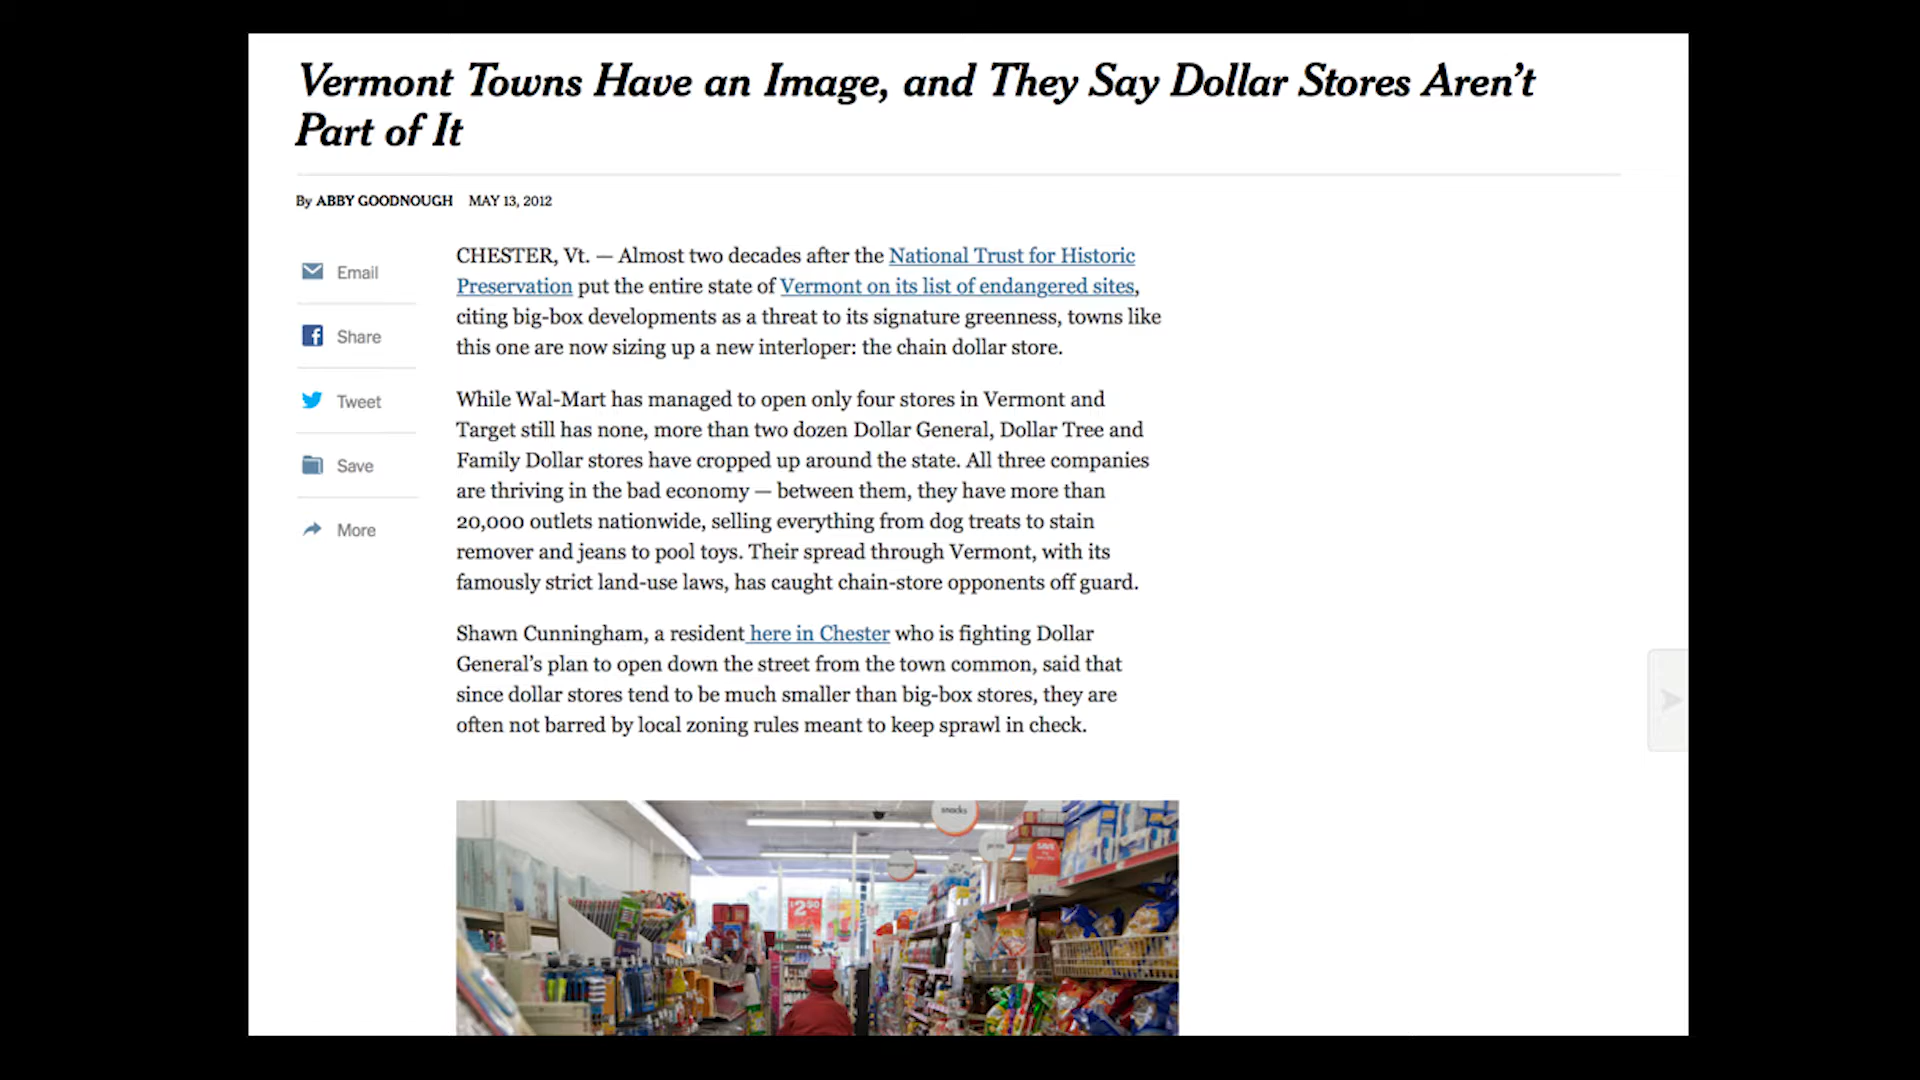 Vermont Towns Have an Image, and They Say Dollar Stores Aren't
Part of It
By ABBY GOODNOUGH MAY 13, 2012
Email
Share
Tweet
Save
More
CHESTER, Vt. — Almost two decades after the National Trust for Historic
Preservation put the entire state of Vermont on its list of endangered sites,
citing big-box developments as a threat to its signature greenness, towns like
this one are now sizing up a new interloper: the chain dollar store.
While Wal-Mart has managed to open only four stores in Vermont and
Target still has none, more than two dozen Dollar General, Dollar Tree and
Family Dollar stores have cropped up around the state. All three companies
are thriving in the bad economy — between them, they have more than
20,000 outlets nationwide, selling everything from dog treats to stain
remover and jeans to pool toys. Their spread through Vermont, with its
famously strict land-use laws, has caught chain-store opponents off guard.
Shawn Cunningham, a resident here in Chester who is fighting Dollar
General's plan to open down the street from the town common, said that
since dollar stores tend to be much smaller than big-box stores, they are
often not barred by local zoning rules meant to keep sprawl in check.
snacks
SAVE
$2.50